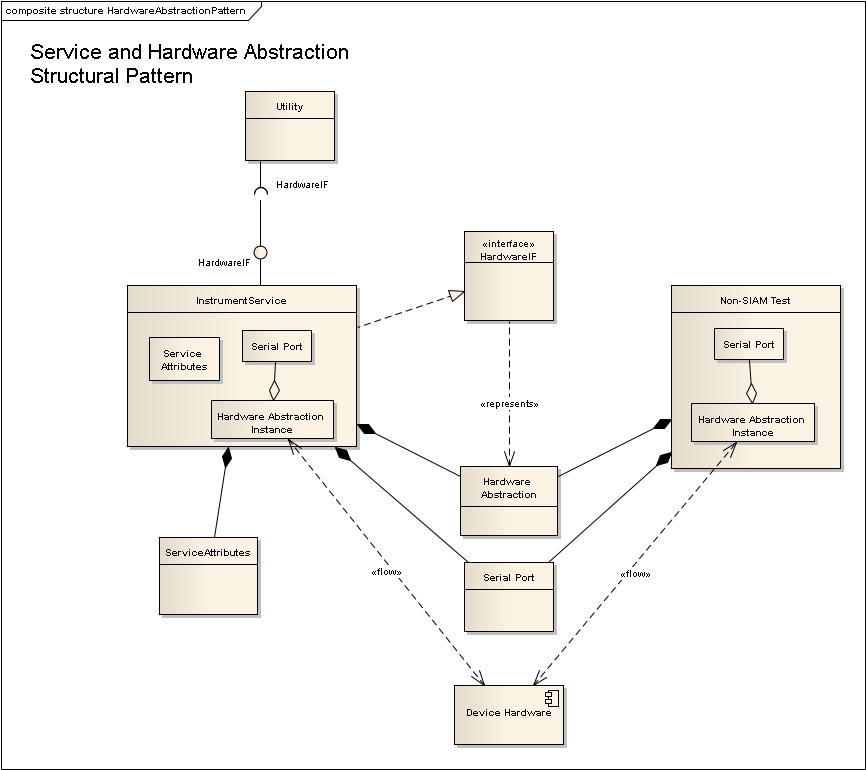 composite structure HardwareAbstractionPattern
Service and Hardware Abstraction
Structural Pattern
Utility
HardwareIF
HardwareIF
«interface»
HardwareIF
InstrumentService
Service
Attributes
Serial Port
Hardware Abstraction
Instance
Non-SIAM Test
Serial Port
Hardware Abstraction
Instance
«represents»
Hardware
Abstraction
ServiceAttributes
Serial Port
«flow»
«flow»
Device Hardware